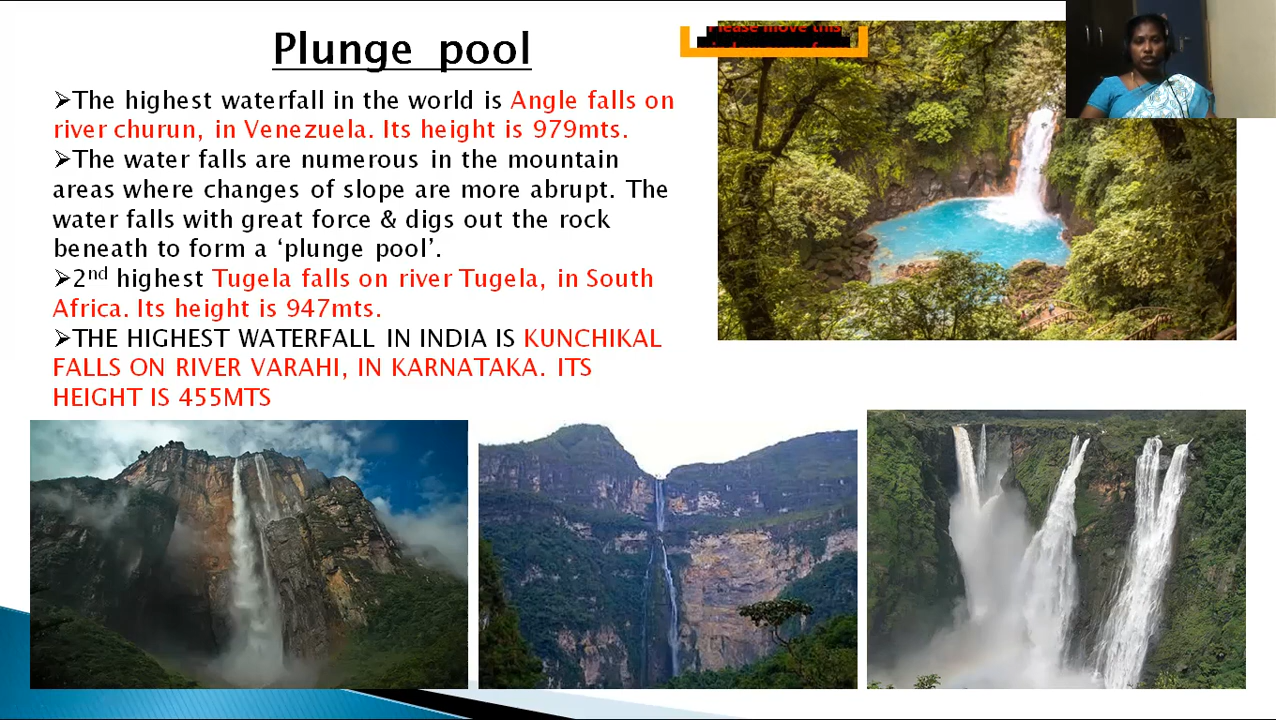 Plunge pool
Please move this
➢The highest waterfall in the world is Angle falls on
river churun, in Venezuela. Its height is 979mts.
➢The water falls are numerous in the mountain
areas where changes of slope are more abrupt. The
water falls with great force & digs out the rock
beneath to form a ‘plunge pool’.
➢2nd highest Tugela falls on river Tugela, in South
Africa. Its height is 947mts.
➢THE HIGHEST WATERFALL IN INDIA IS KUNCHIKAL
FALLS ON RIVER VARAHI, IN KARNATAKA. ITS
HEIGHT IS 455MTS